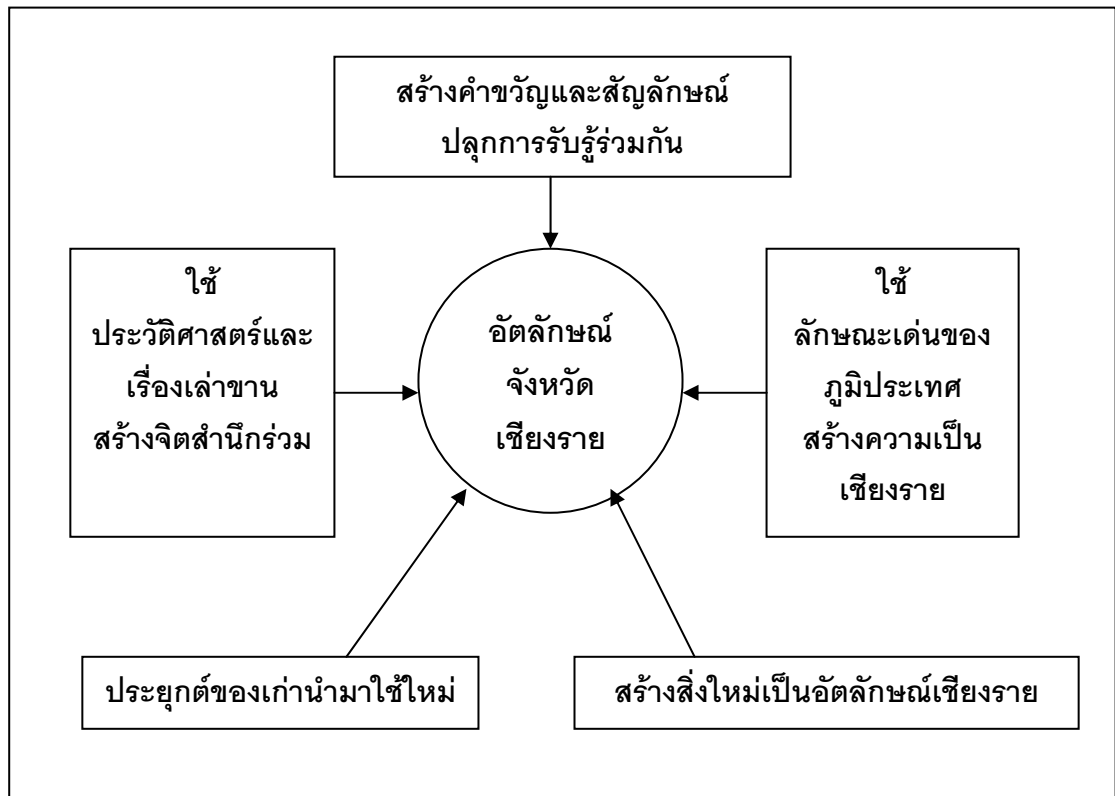 สร้างคำขวัญและสัญลักษณ์
ปลุกการรับรู้ร่วมกัน
ใช้
ประวัติศาสตร์และ
เรื่องเล่าขาน
สร้างจิตสำนึกร่วม
อัตลักษณ์
จังหวัด
เชียงราย
ใช้
ลักษณะเด่นของ
ภูมิประเทศ
สร้างความเป็น
เชียงราย
ประยุกต์ของเก่านำมาใช้ใหม่
สร้างสิ่งใหม่เป็นอัตลักษณ์เชียงราย